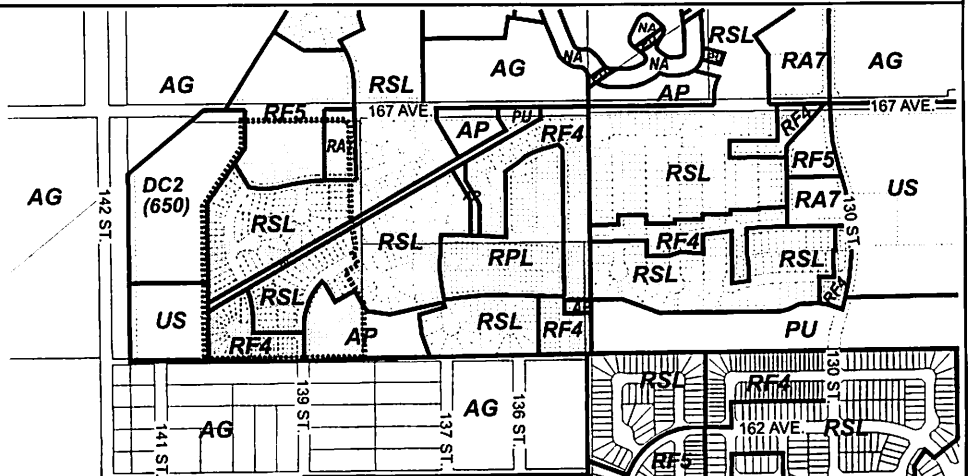 RSL
NA
NA
NA
AG
RSL
AG
RA7
AG
AP
RF5
167 AVE.
167 AVE.
AP
PU
RF4
RF4
RA
DC2
(650)
RSL
RF5
AG
142 ST.
RSL
RSL
RA7
US
130 ST.
RF4
RPL
RSL
RSL
RSL
US
RF4
AP
RSL
RF4
AP
PU
RF4
130 ST.
RSL
RF4
139 ST.
AG
136 ST.
141 ST.
AG
137 ST.
162 AVE.
RSL
RF5